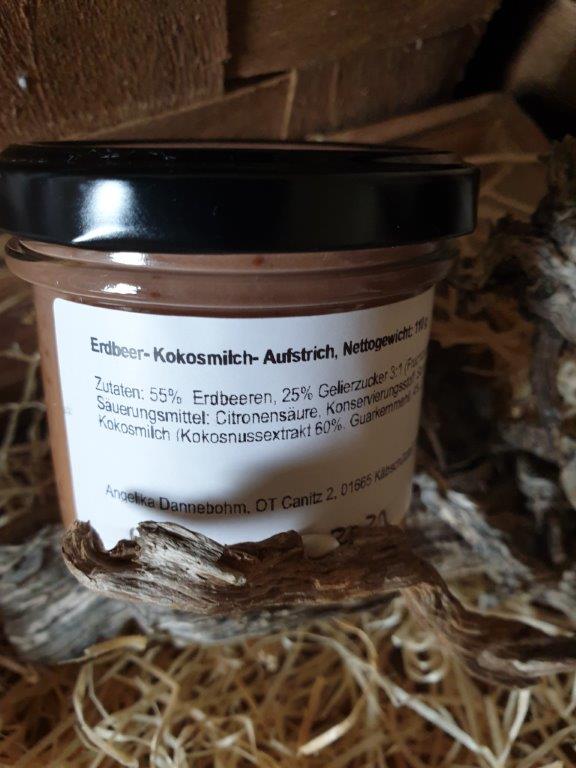 Erdbeer- Kokosmilch- Aufstrich, Nettogewicht: 110 g
Zutaten: 55% Erdbeeren, 25% Gelierzucker 3:1
Säuerungsmittel: Citronensäure, Konservierungsstoff
Kokosmilch (Kokosnussextrakt 60%, Guarkernmehl,
Angelika Dannebohm, OT Canitz 2, 01665